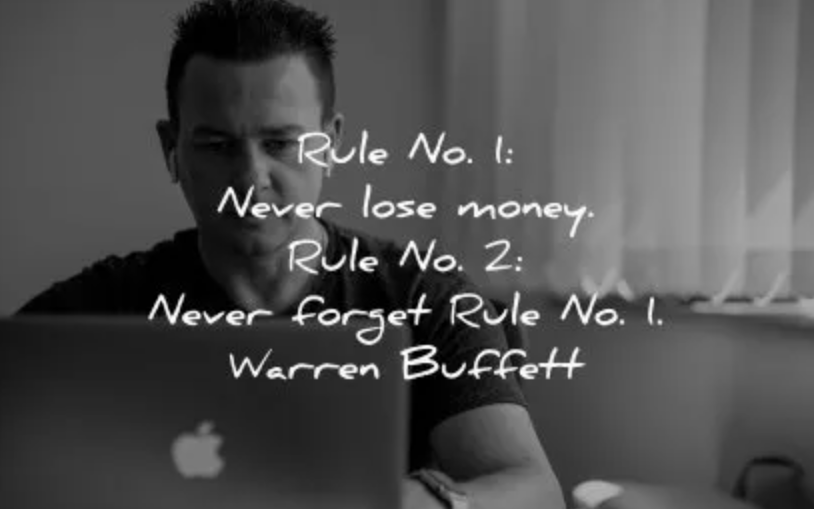 Rule No. 1:
Never lose money.
Rule No. 2:
Never forget Rule No. 1.
Warren Buffett